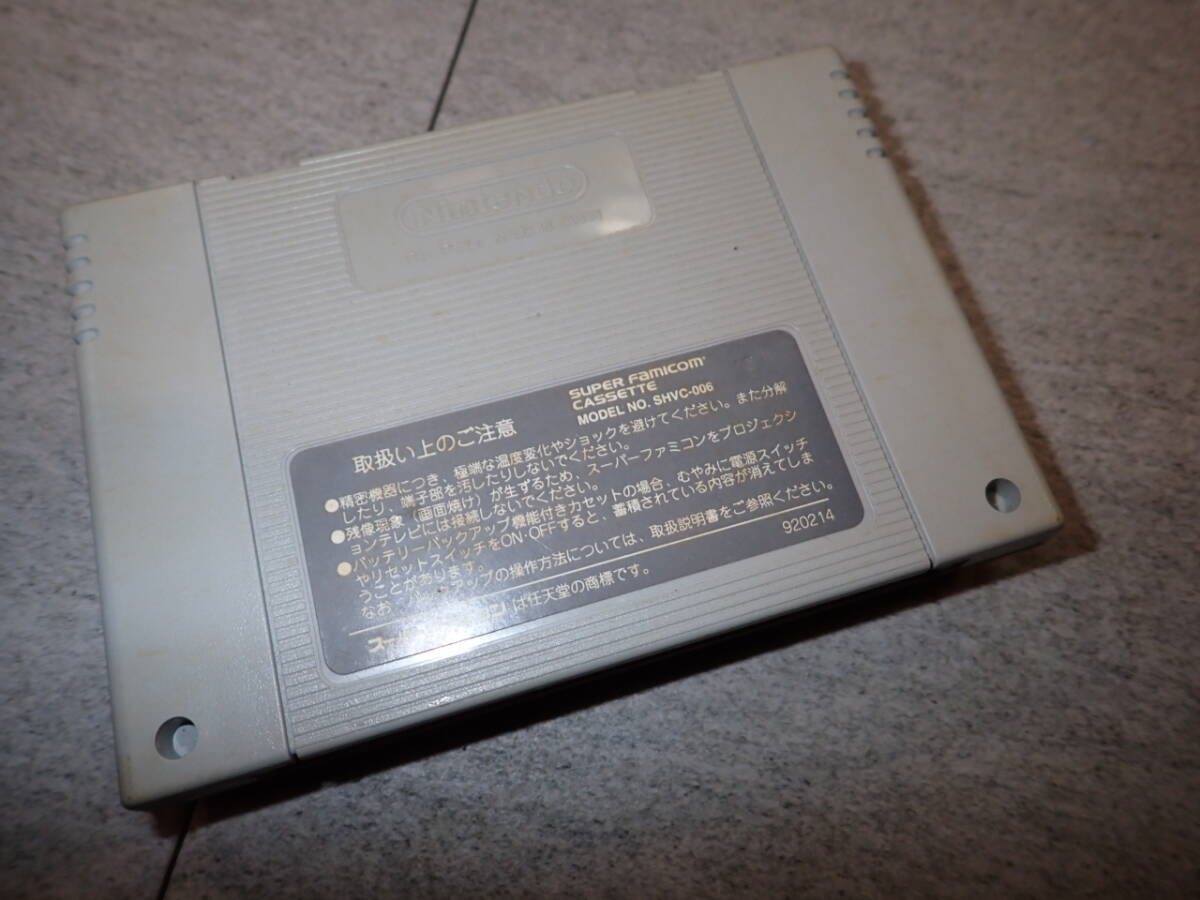 Nintendo
SUPER FAMICOM
CASSETTE
MODEL NO. SHVC-006
取扱い上のご注意
●精密機器につき、極端な温度変化やショックを避けてください。また分解
したり、端子部を汚したりしないでください。
●残像現象(画面焼け)が生ずるため、スーパーファミコンをプロジェクシ
ョンテレビには接続しないでください。
●バッテリーバックアップ機能付きカセットの場合、むやみに電源スイッチ
やリセットスイッチをON・OFFすると、蓄積されている内容が消えてしま
うことがあります。
なお バックアップの操作方法については、取扱説明書をご参照ください。
920214
は任天堂の商標です。